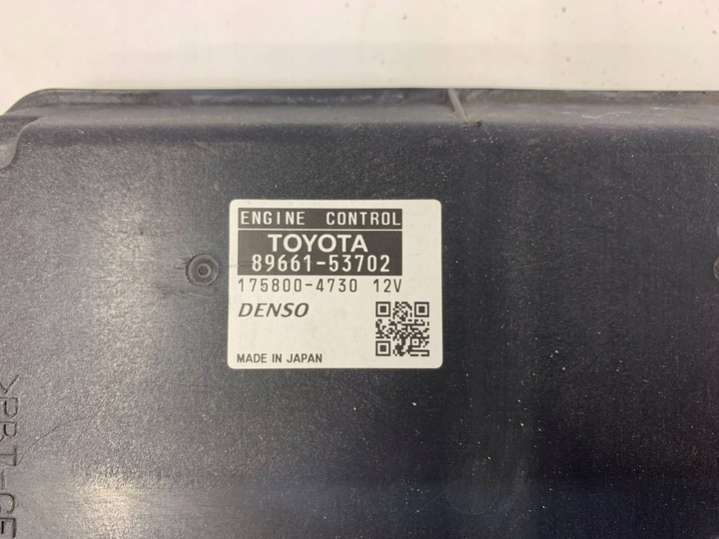 ENGINE CONTROL
TOYOTA
89661-53702
175800-4730 12V
DENSO
MADE IN JAPAN